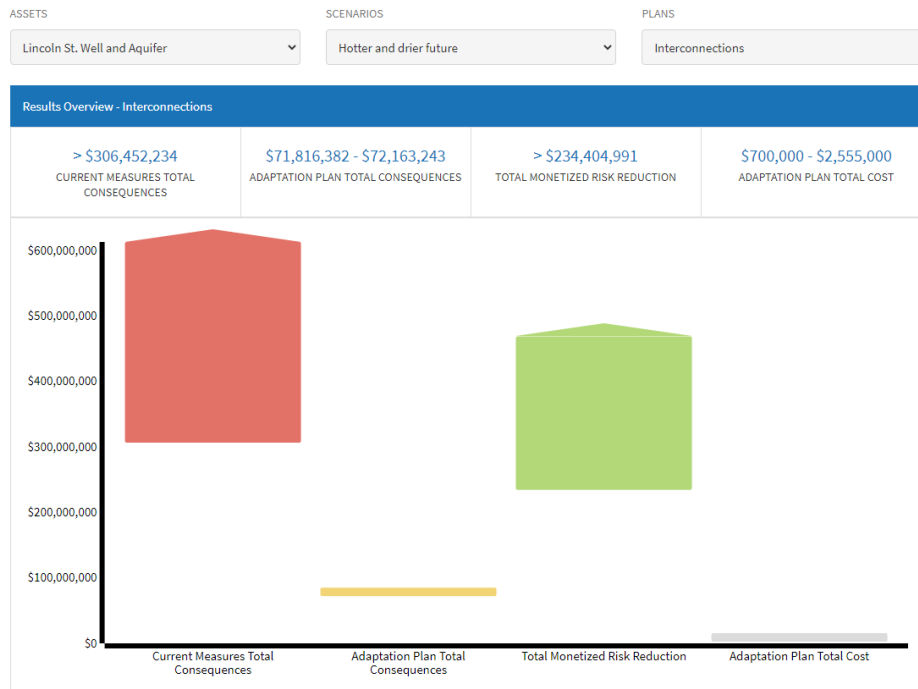 ASSETS
SCENARIOS
PLANS
Lincoln St. Well and Aquifer
Hotter and drier future
Interconnections
Results Overview - Interconnections
> $306,452,234
CURRENT MEASURES TOTAL
CONSEQUENCES
$71,816,382 - $72,163,243
ADAPTATION PLAN TOTAL CONSEQUENCES
> $234,404,991
TOTAL MONETIZED RISK REDUCTION
$700,000 - $2,555,000
ADAPTATION PLAN TOTAL COST
$600,000,000
$500,000,000
$400,000,000
$300,000,000
$200,000,000
$100,000,000
$0
Current Measures Total
Consequences
Adaptation Plan Total
Consequences
Total Monetized Risk Reduction
Adaptation Plan Total Cost